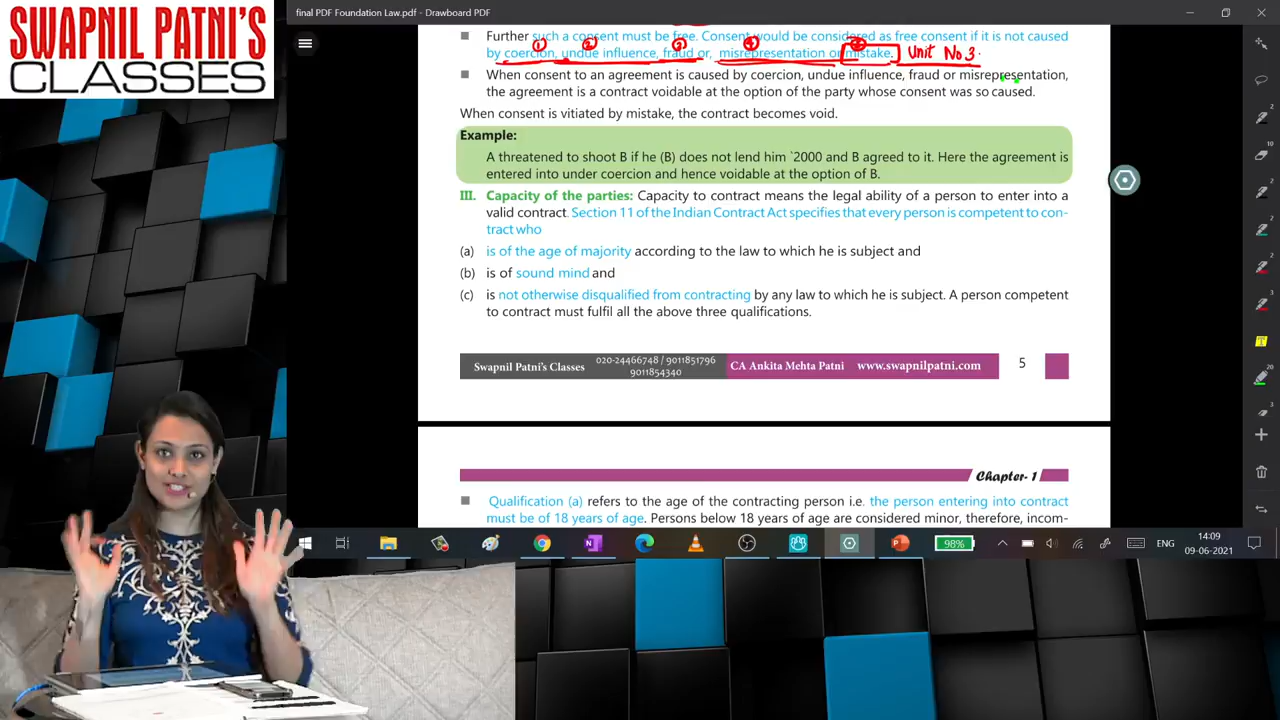 SWAPNIL PATNI'S
CLASSES
final PDF Foundation Law.pdf - Drawboard PDF
Further such a consent must be free. Consent would be considered as free consent if it is not caused
1 2 3 4
by coercion, undue influence, fraud or, misrepresentation or mistake. Unit No 3.
When consent to an agreement is caused by coercion, undue influence, fraud or misrepresentation,
the agreement is a contract voidable at the option of the party whose consent was so caused.
When consent is vitiated by mistake, the contract becomes void.
Example:
A threatened to shoot B if he (B) does not lend him `2000 and B agreed to it. Here the agreement is
entered into under coercion and hence voidable at the option of B.
III. Capacity of the parties: Capacity to contract means the legal ability of a person to enter into a
valid contract. Section 11 of the Indian Contract Act specifies that every person is competent to con-
tract who
(a) is of the age of majority according to the law to which he is subject and
(b) is of sound mind and
(c) is not otherwise disqualified from contracting by any law to which he is subject. A person competent
to contract must fulfil all the above three qualifications.
Swapnil Patni's Classes 020-24466748 / 9011851796
9011854340 CA Ankita Mehta Patni www.swapnilpatni.com 5
Chapter- 1
Qualification (a) refers to the age of the contracting person i.e. the person entering into contract
must be of 18 years of age. Persons below 18 years of age are considered minor, therefore, incom-
98% ENG 14:09
09-06-2021